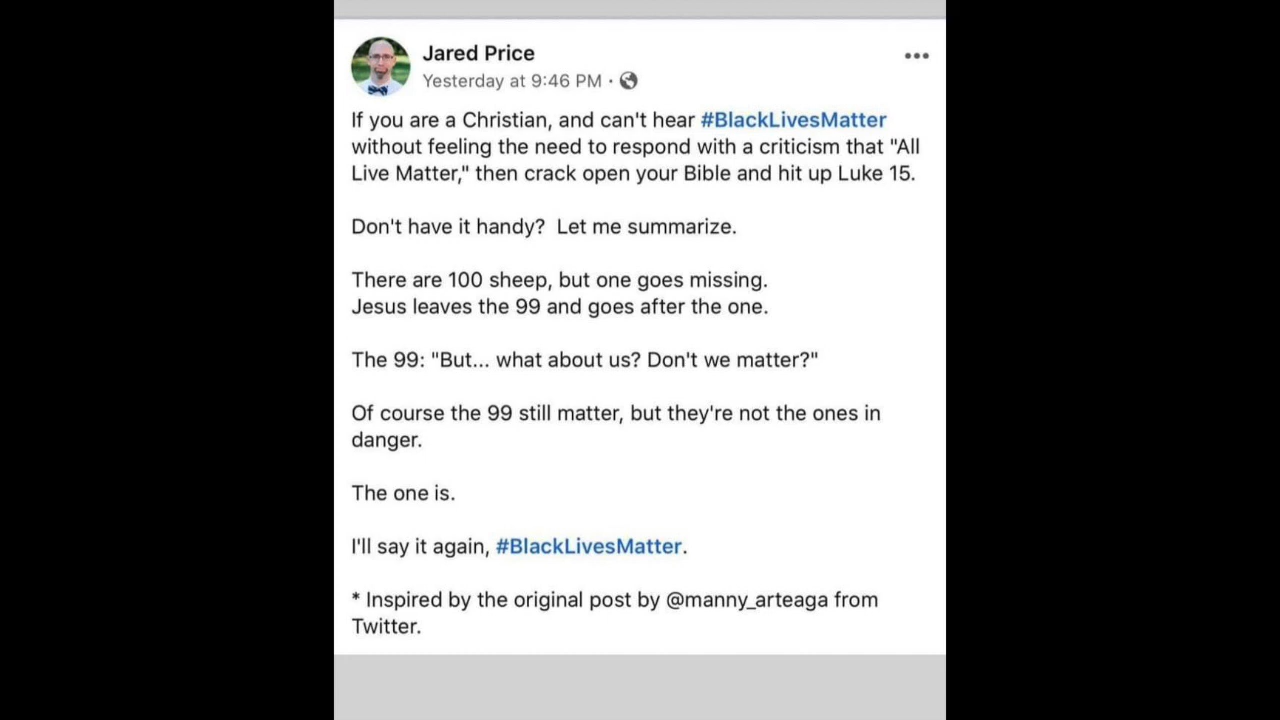 Jared Price
Yesterday at 9:46 PM ·
If you are a Christian, and can't hear #BlackLivesMatter
without feeling the need to respond with a criticism that "All
Live Matter," then crack open your Bible and hit up Luke 15.
Don't have it handy? Let me summarize.
There are 100 sheep, but one goes missing.
Jesus leaves the 99 and goes after the one.
The 99: "But... what about us? Don't we matter?"
Of course the 99 still matter, but they're not the ones in
danger.
The one is.
I'll say it again, #BlackLivesMatter.
* Inspired by the original post by @manny_arteaga from
Twitter.